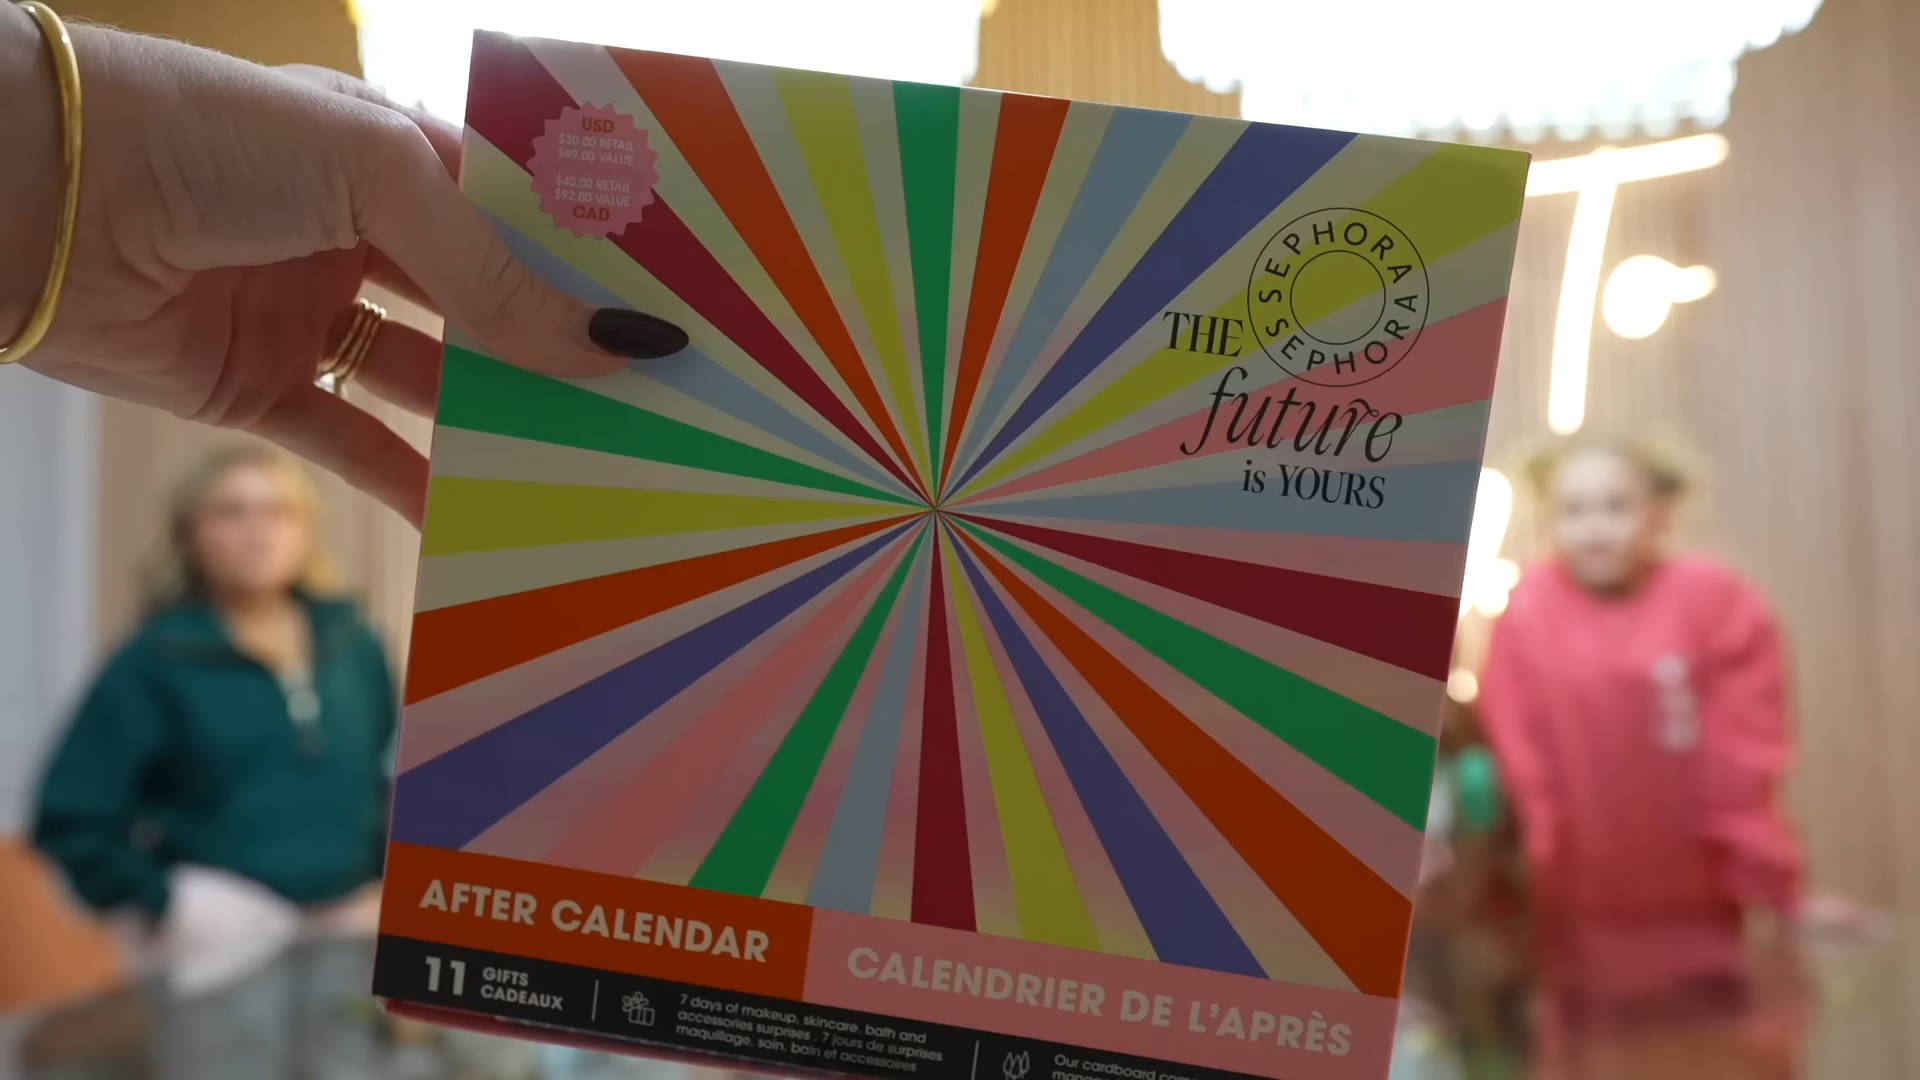 USD
$30.00 RETAIL
$69.00 VALUE
$40.00 RETAIL
$92.00 VALUE
CAD
SEPHORA SEPHORA
THE
future
is YOURS
AFTER CALENDAR
CALENDRIER DE L'APRÈS
11 GIFTS
CADEAUX
7 days of makeup, skincare, bath and
accessories surprises . 7 jours de surprises
maquillage, soin, bain et accessoires
Our cardboard